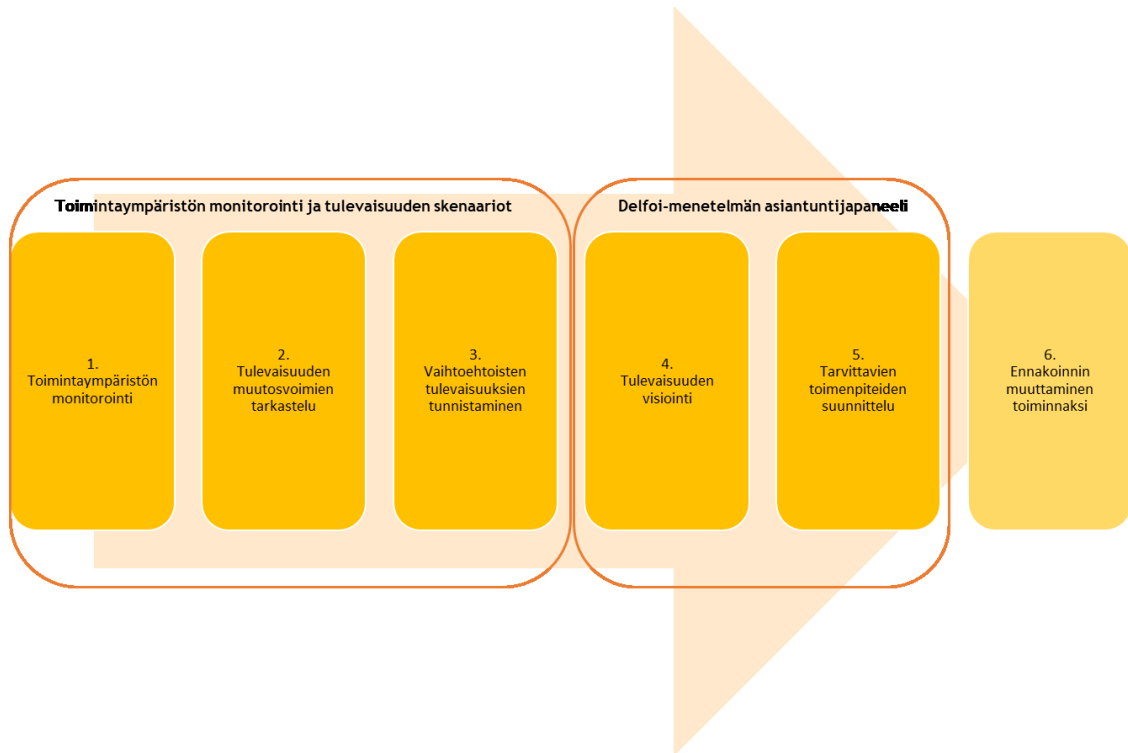 Toimintaympäristön monitorointi ja tulevaisuuden skenaariot
Delfoi-menetelmän asiantuntijapaneeli
1.
Toimintaympäristön
monitorointi
2.
Tulevaisuuden
muutosvoimien
tarkastelu
3.
Vaihtoehtoisten
tulevaisuuksien
tunnistaminen
4.
Tulevaisuuden
visiointi
5.
Tarvittavien
toimenpiteiden
suunnittelu
6.
Ennakoinnin
muuttaminen
toiminnaksi